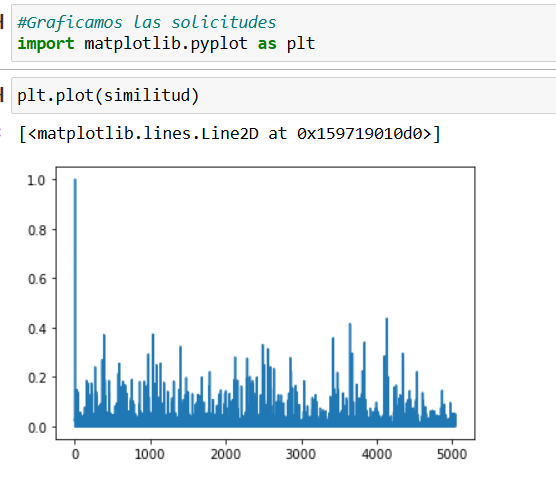 #Graficamos las solicitudes
import matplotlib.pyplot as plt
plt.plot(similitud)
[<matplotlib.lines.Line2D at 0x159719010d0>]
1.0
0.8
0.6
0.4
0.2
0.0
0 1000 2000 3000 4000 5000